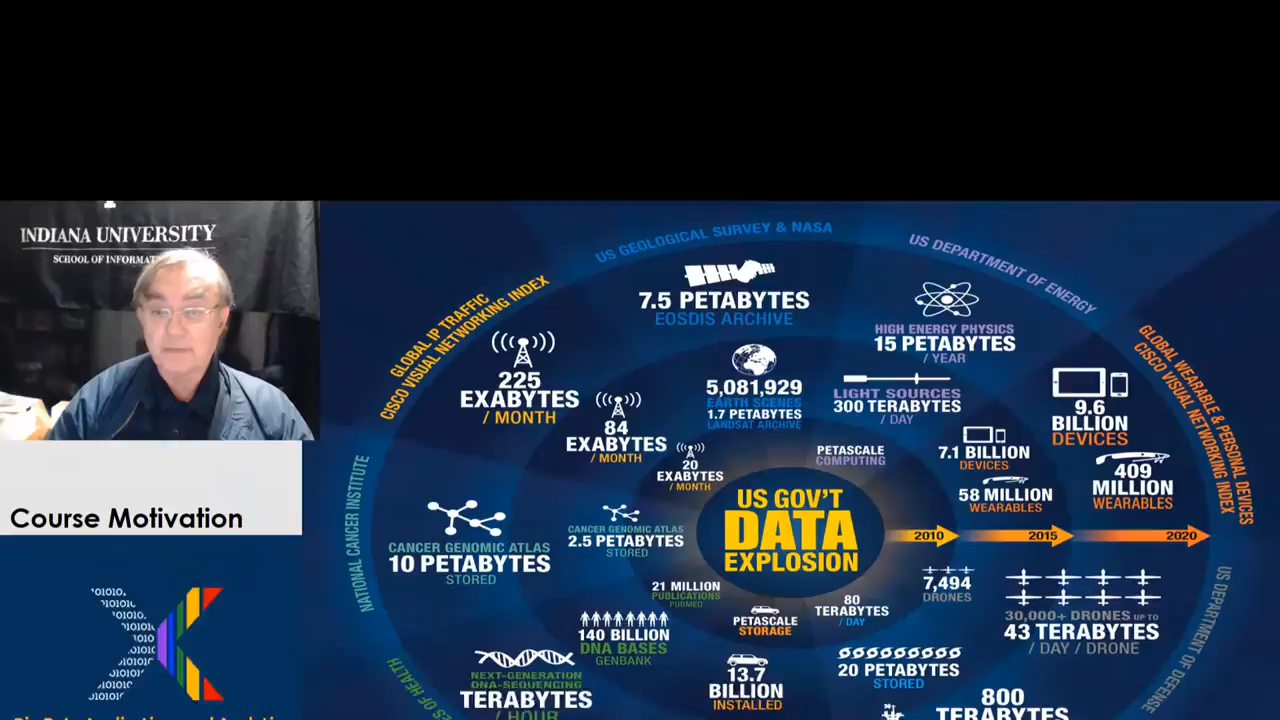 INDIANA UNIVERSITY
SCHOOL OF INFORMAT
Course Motivation
US GEOLOGICAL SURVEY & NASA
US DEPARTMENT OF ENERGY
GLOBAL IP TRAFFIC
CISCO VISUAL NETWORKING INDEX
GLOBAL WEARABLE & PERSONAL DEVICES
CISCO VISUAL NETWORKING INDEX
NATIONAL CANCER INSTITUTE
US DEPARTMENT OF DEFENSE
ES OF HEALTH
7.5 PETABYTES
EOSDIS ARCHIVE
5,081,929
EARTH SCENES
1.7 PETABYTES
LANDSAT ARCHIVE
HIGH ENERGY PHYSICS
15 PETABYTES
/ YEAR
LIGHT SOURCES
300 TERABYTES
/ DAY
PETASCALE
COMPUTING
225
EXABYTES
/ MONTH
84
EXABYTES
/ MONTH
20
EXABYTES
/ MONTH
9.6
BILLION
DEVICES
7.1 BILLION
DEVICES
409
MILLION
WEARABLES
58 MILLION
WEARABLES
US GOV'T
DATA
EXPLOSION
2010
2015
2020
CANCER GENOMIC ATLAS
10 PETABYTES
STORED
CANCER GENOMIC ATLAS
2.5 PETABYTES
STORED
21 MILLION
PUBLICATIONS
PUBMED
140 BILLION
DNA BASES
GENBANK
NEXT-GENERATION
DNA-SEQUENCING
TERABYTES
/ HOUR
PETASCALE
STORAGE
13.7
BILLION
INSTALLED
80
TERABYTES
/ DAY
20 PETABYTES
STORED
7,494
DRONES
30,000+ DRONES UP TO
43 TERABYTES
/ DAY / DRONE
800
TERABYTES